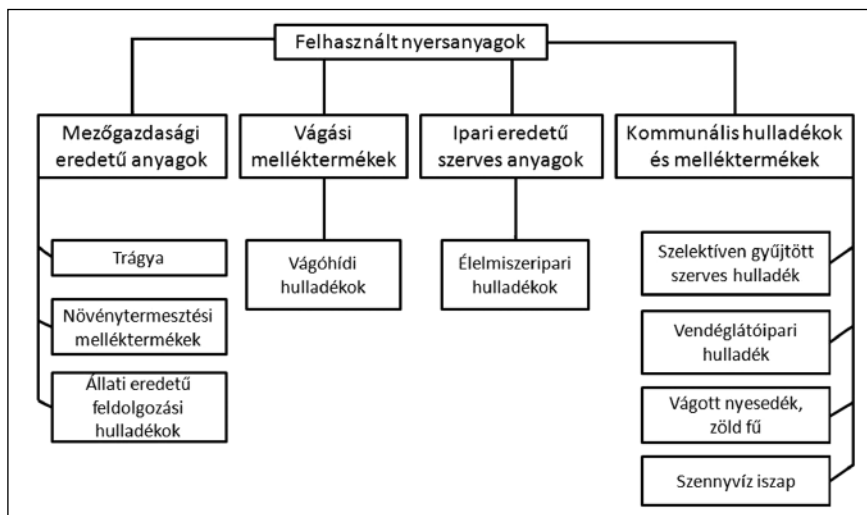 Felhasznált nyersanyagok
Mezőgazdasági
eredetű anyagok
Vágási
melléktermékek
Ipari eredetű
szerves anyagok
Kommunális hulladékok
és melléktermékek
Trágya
Növénytermesztési
melléktermékek
Állati eredetű
feldolgozási
hulladékok
Vágóhídi
hulladékok
Élelmiszeripari
hulladékok
Szelektíven gyűjtött
szerves hulladék
Vendéglátóipari
hulladék
Vágott nyesedék,
zöld fű
Szennyvíz iszap